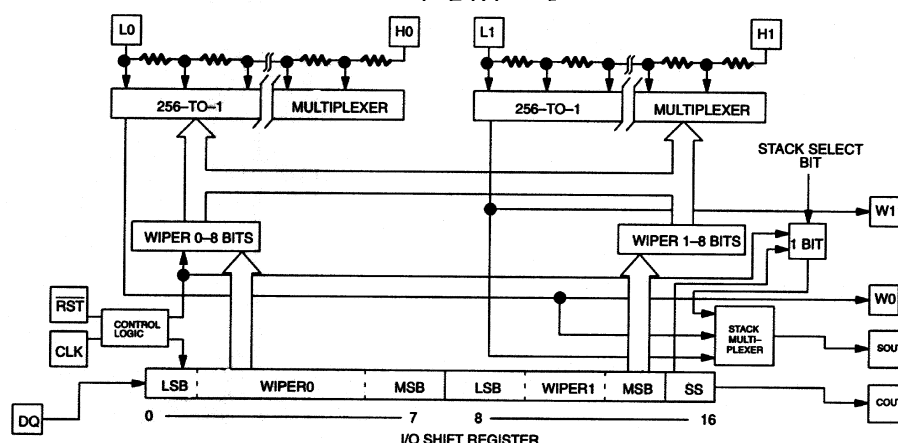 L0
H0
L1
H1
256–TO–1
MULTIPLEXER
256–TO–1
MULTIPLEXER
STACK SELECT
BIT
W1
WIPER 0–8 BITS
WIPER 1–8 BITS
1 BIT
RST
CONTROL
LOGIC
CLK
W0
STACK
MULTI-
PLEXER
SOUT
COUT
LSB
WIPER0
MSB
LSB
WIPER1
MSB
SS
DQ
0
7
8
16
I/O SHIFT REGISTER